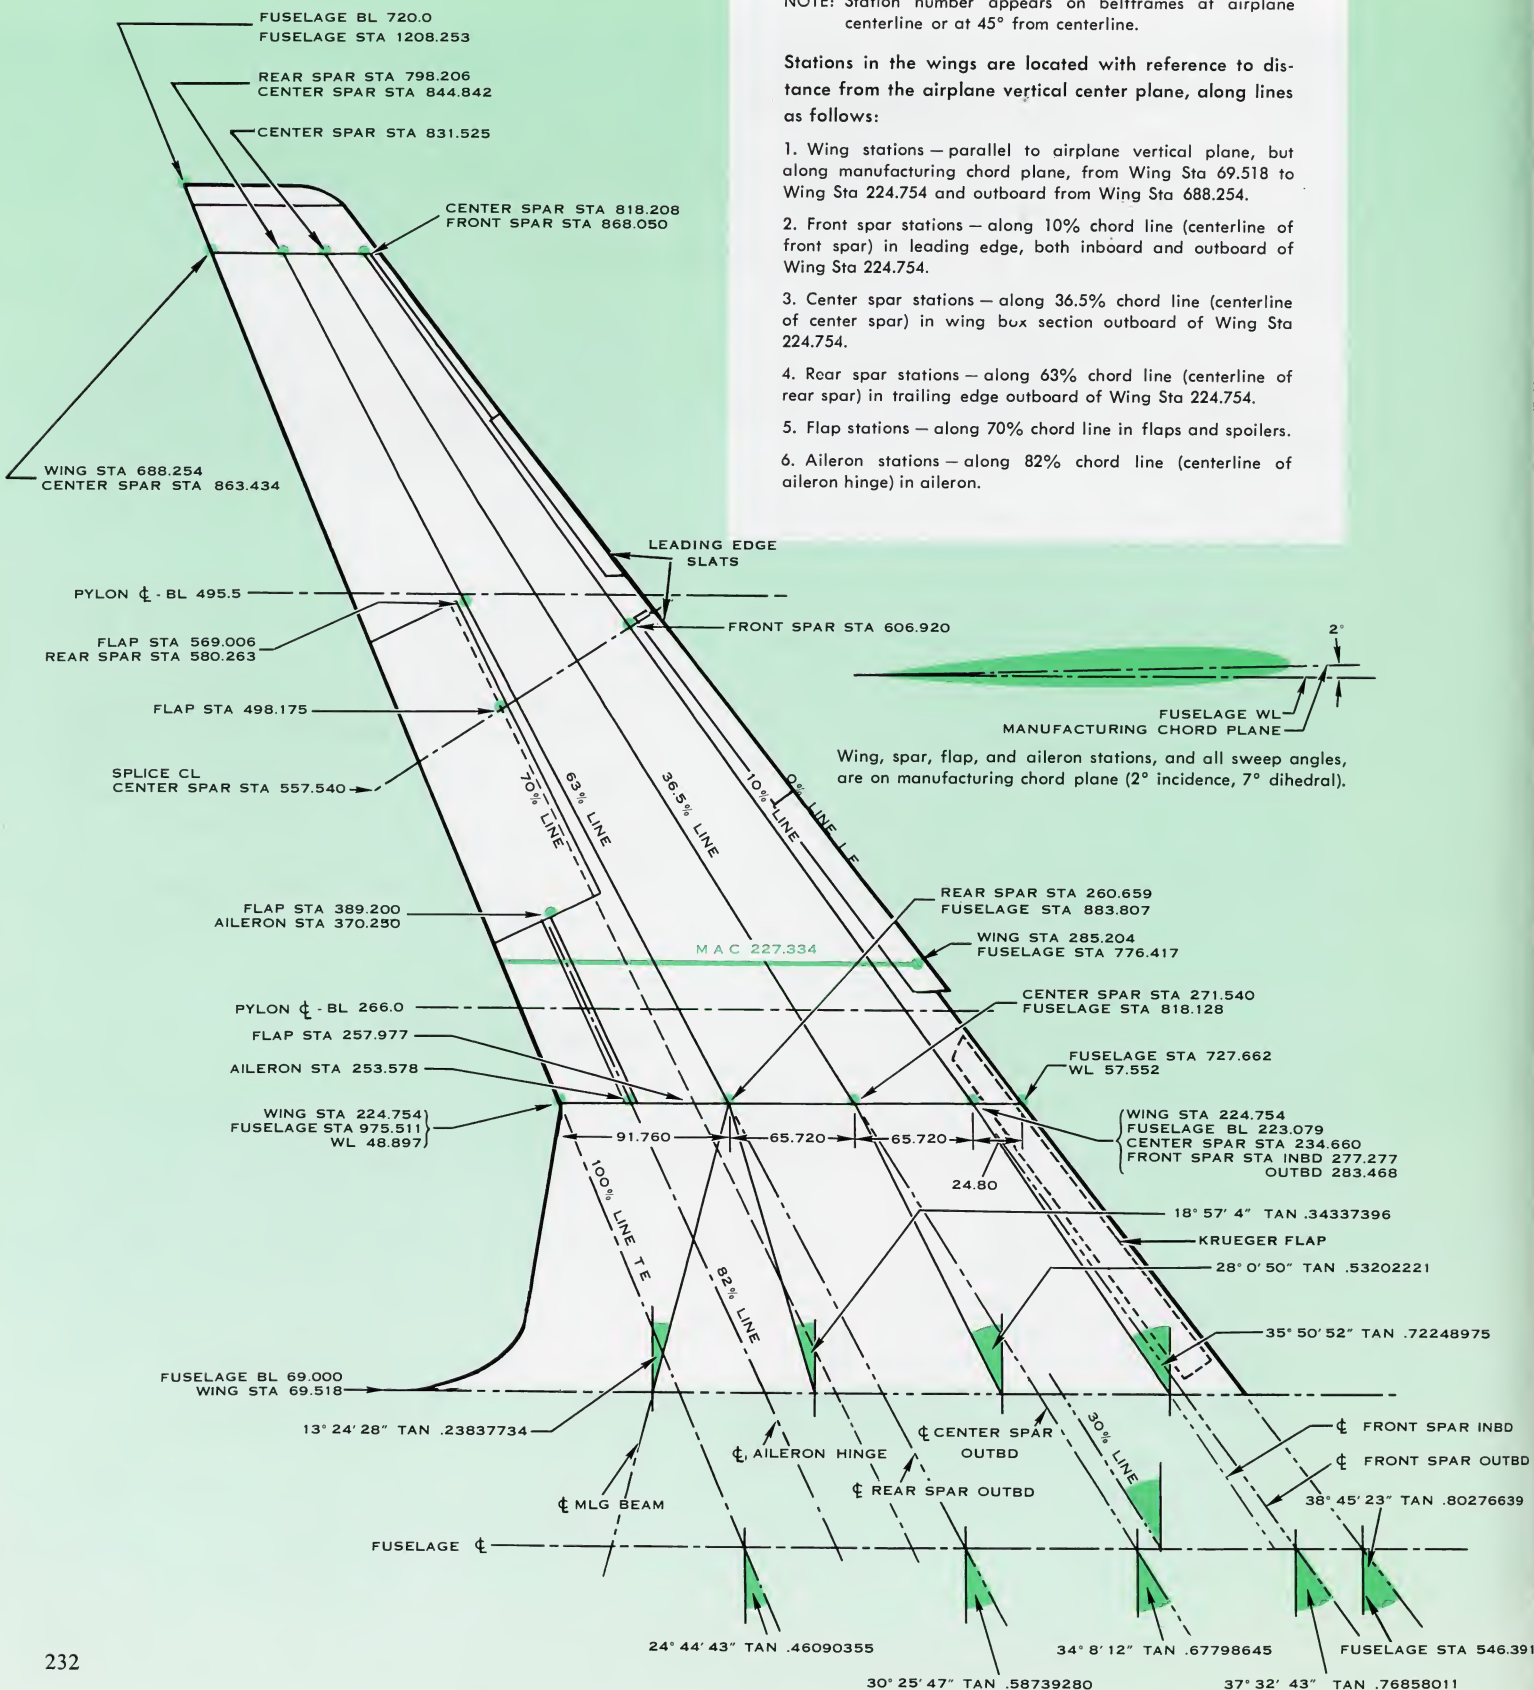 NOTE: Station number appears on beltframes at airplane
centerline or at 45° from centerline.
Stations in the wings are located with reference to dis-
tance from the airplane vertical center plane, along lines
as follows:
1. Wing stations — parallel to airplane vertical plane, but
along manufacturing chord plane, from Wing Sta 69.518 to
Wing Sta 224.754 and outboard from Wing Sta 688.254.
2. Front spar stations — along 10% chord line (centerline of
front spar) in leading edge, both inboard and outboard of
Wing Sta 224.754.
3. Center spar stations — along 36.5% chord line (centerline
of center spar) in wing box section outboard of Wing Sta
224.754.
4. Rear spar stations — along 63% chord line (centerline of
rear spar) in trailing edge outboard of Wing Sta 224.754.
5. Flap stations — along 70% chord line in flaps and spoilers.
6. Aileron stations — along 82% chord line (centerline of
aileron hinge) in aileron.
FUSELAGE BL 720.0
FUSELAGE STA 1208.253
REAR SPAR STA 798.206
CENTER SPAR STA 844.842
CENTER SPAR STA 831.525
CENTER SPAR STA 818.208
FRONT SPAR STA 868.050
WING STA 688.254
CENTER SPAR STA 863.434
LEADING EDGE
SLATS
PYLON ℄ - BL 495.5
FLAP STA 569.006
REAR SPAR STA 580.263
FRONT SPAR STA 606.920
2°
FLAP STA 498.175
FUSELAGE WL
MANUFACTURING CHORD PLANE
Wing, spar, flap, and aileron stations, and all sweep angles,
are on manufacturing chord plane (2° incidence, 7° dihedral).
SPLICE CL
CENTER SPAR STA 557.540
70% LINE
63% LINE
36.5% LINE
10% LINE
0% LINE L E
REAR SPAR STA 260.659
FUSELAGE STA 883.807
FLAP STA 389.200
AILERON STA 370.250
WING STA 285.204
FUSELAGE STA 776.417
M A C 227.334
CENTER SPAR STA 271.540
FUSELAGE STA 818.128
PYLON ℄ - BL 266.0
FLAP STA 257.977
AILERON STA 253.578
FUSELAGE STA 727.662
WL 57.552
WING STA 224.754
FUSELAGE STA 975.511
WL 48.897
WING STA 224.754
FUSELAGE BL 223.079
CENTER SPAR STA 234.660
FRONT SPAR STA INBD 277.277
OUTBD 283.468
91.760
65.720
65.720
24.80
100% LINE T E
82% LINE
18° 57' 4" TAN .34337396
KRUEGER FLAP
28° 0' 50" TAN .53202221
35° 50' 52" TAN .72248975
FUSELAGE BL 69.000
WING STA 69.518
13° 24' 28" TAN .23837734
℄ AILERON HINGE
℄ CENTER SPAR
OUTBD
30% LINE
℄ FRONT SPAR INBD
℄ FRONT SPAR OUTBD
℄ MLG BEAM
℄ REAR SPAR OUTBD
38° 45' 23" TAN .80276639
FUSELAGE ℄
24° 44' 43" TAN .46090355
34° 8' 12" TAN .67798645
FUSELAGE STA 546.391
30° 25' 47" TAN .58739280
37° 32' 43" TAN .76858011
232